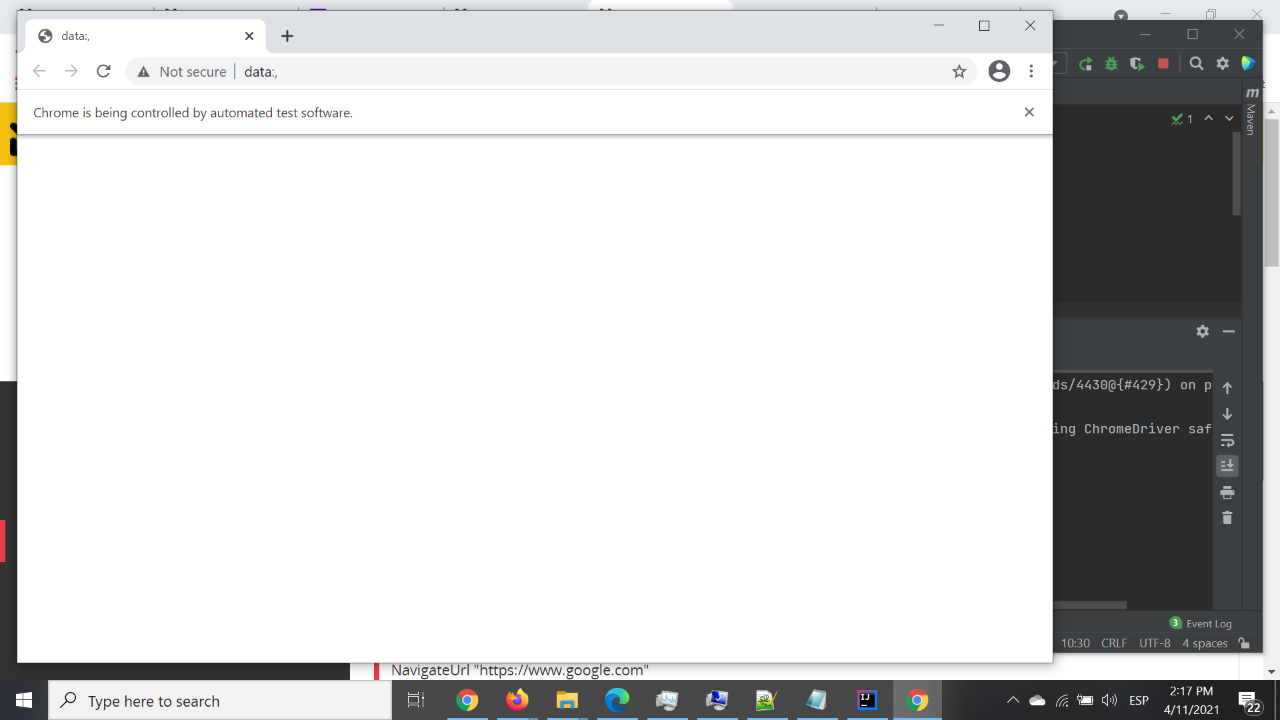 data:,
Not secure
data:,
Chrome is being controlled by automated test software.
1
m
Maven
ds/4430@{#429}) on p
ing ChromeDriver saf
3 Event Log
10:30 CRLF UTF-8 4 spaces
NavigateUrl "https://www.google.com"
Type here to search
IJ
ESP
2:17 PM
4/11/2021
22